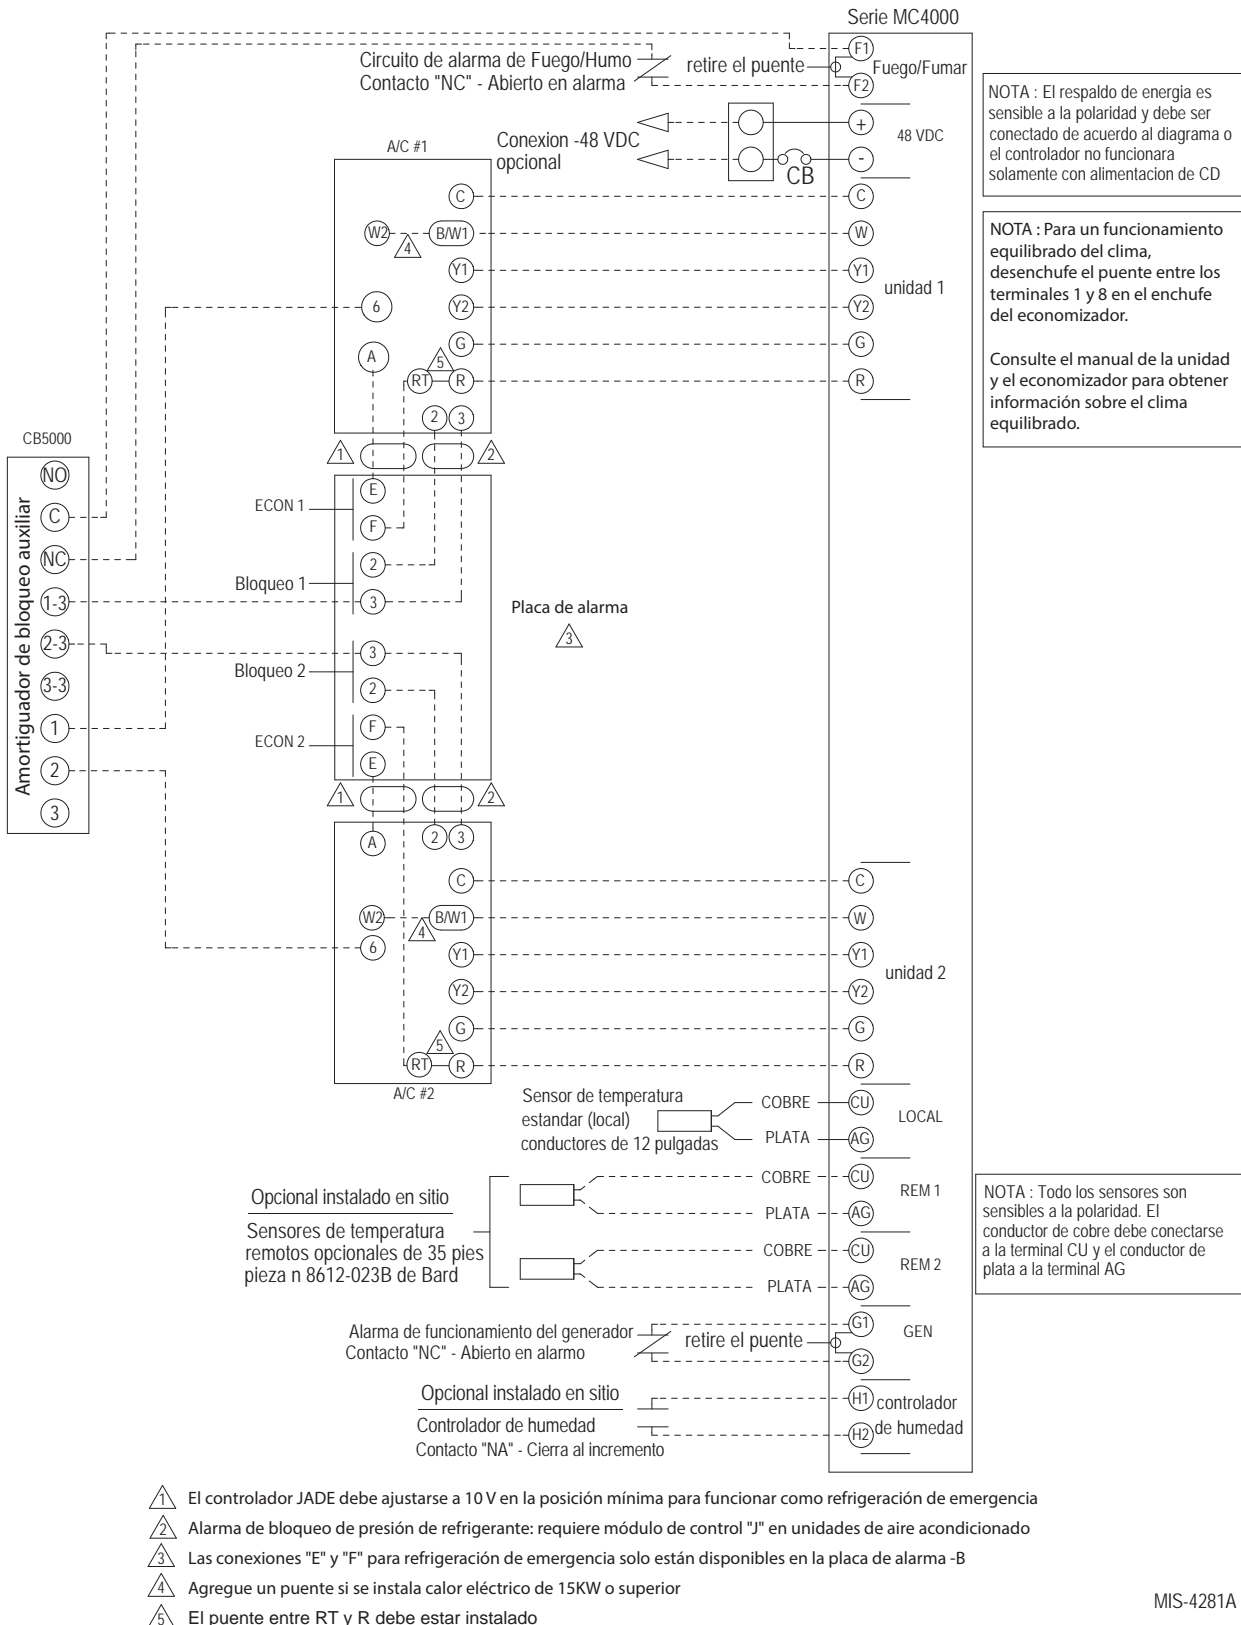 Serie MC4000
F1
Circuito de alarma de Fuego/Humo
Contacto "NC" - Abierto en alarma
retire el puente
Fuego/Fumar
F2
NOTA : El respaldo de energia es
sensible a la polaridad y debe ser
conectado de acuerdo al diagrama o
el controlador no funcionara
solamente con alimentacion de CD
+
48 VDC
-
Conexion -48 VDC
opcional
CB
A/C #1
C
C
W2
4
B/W1
W
Y1
Y1
unidad 1
6
Y2
Y2
A
G
G
5
RT
R
R
2
3
NOTA : Para un funcionamiento
equilibrado del clima,
desenchufe el puente entre los
terminales 1 y 8 en el enchufe
del economizador.
Consulte el manual de la unidad
y el economizador para obtener
información sobre el clima
equilibrado.
CB5000
Amortiguador de bloqueo auxiliar
NO
C
NC
1-3
2-3
3-3
1
2
3
1
2
ECON 1
E
F
Bloqueo 1
2
3
Placa de alarma
3
Bloqueo 2
3
2
ECON 2
F
E
1
2
A
2
3
C
C
W2
4
B/W1
W
6
Y1
Y1
unidad 2
Y2
Y2
G
G
5
RT
R
R
A/C #2
Sensor de temperatura
estandar (local)
conductores de 12 pulgadas
COBRE
CU
LOCAL
PLATA
AG
Opcional instalado en sitio
Sensores de temperatura
remotos opcionales de 35 pies
pieza n 8612-023B de Bard
COBRE
CU
REM 1
PLATA
AG
COBRE
CU
REM 2
PLATA
AG
NOTA : Todo los sensores son
sensibles a la polaridad. El
conductor de cobre debe conectarse
a la terminal CU y el conductor de
plata a la terminal AG
Alarma de funcionamiento del generador
Contacto "NC" - Abierto en alarmo
retire el puente
G1
GEN
G2
Opcional instalado en sitio
Controlador de humedad
Contacto "NA" - Cierra al incremento
H1
controlador
de humedad
H2
1 El controlador JADE debe ajustarse a 10 V en la posición mínima para funcionar como refrigeración de emergencia
2 Alarma de bloqueo de presión de refrigerante: requiere módulo de control "J" en unidades de aire acondicionado
3 Las conexiones "E" y "F" para refrigeración de emergencia solo están disponibles en la placa de alarma -B
4 Agregue un puente si se instala calor eléctrico de 15KW o superior
5 El puente entre RT y R debe estar instalado
MIS-4281A